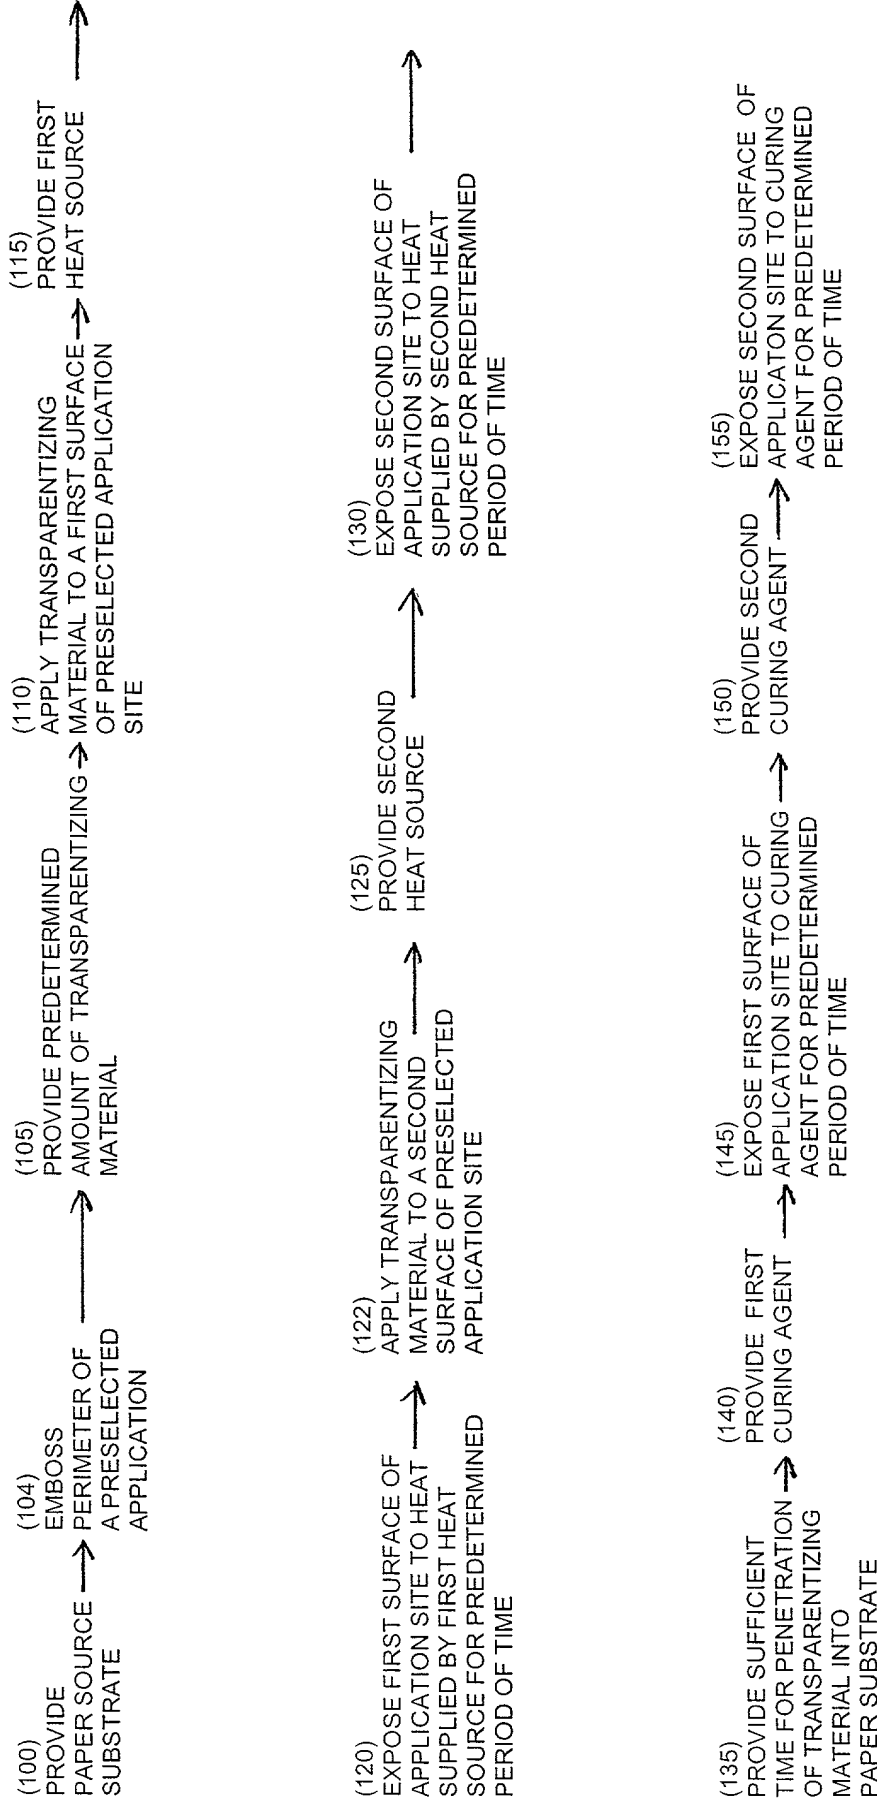 (100)
PROVIDE
PAPER SOURCE
SUBSTRATE
(104)
EMBOSS
PERIMETER OF
A PRESELECTED
APPLICATION
(105)
PROVIDE PREDETERMINED
AMOUNT OF TRANSPARENTIZING
MATERIAL
(110)
APPLY TRANSPARENTIZING
MATERIAL TO A FIRST SURFACE
OF PRESELECTED APPLICATION
SITE
(115)
PROVIDE FIRST
HEAT SOURCE
(120)
EXPOSE FIRST SURFACE OF
APPLICATION SITE TO HEAT
SUPPLIED BY FIRST HEAT
SOURCE FOR PREDETERMINED
PERIOD OF TIME
(122)
APPLY TRANSPARENTIZING
MATERIAL TO A SECOND
SURFACE OF PRESELECTED
APPLICATION SITE
(125)
PROVIDE SECOND
HEAT SOURCE
(130)
EXPOSE SECOND SURFACE OF
APPLICATION SITE TO HEAT
SUPPLIED BY SECOND HEAT
SOURCE FOR PREDETERMINED
PERIOD OF TIME
(135)
PROVIDE SUFFICIENT
TIME FOR PENETRATION
OF TRANSPARENTIZING
MATERIAL INTO
PAPER SUBSTRATE
(140)
PROVIDE FIRST
CURING AGENT
(145)
EXPOSE FIRST SURFACE OF
APPLICATION SITE TO CURING
AGENT FOR PREDETERMINED
PERIOD OF TIME
(150)
PROVIDE SECOND
CURING AGENT
(155)
EXPOSE SECOND SURFACE OF
APPLICATON SITE TO CURING
AGENT FOR PREDETERMINED
PERIOD OF TIME